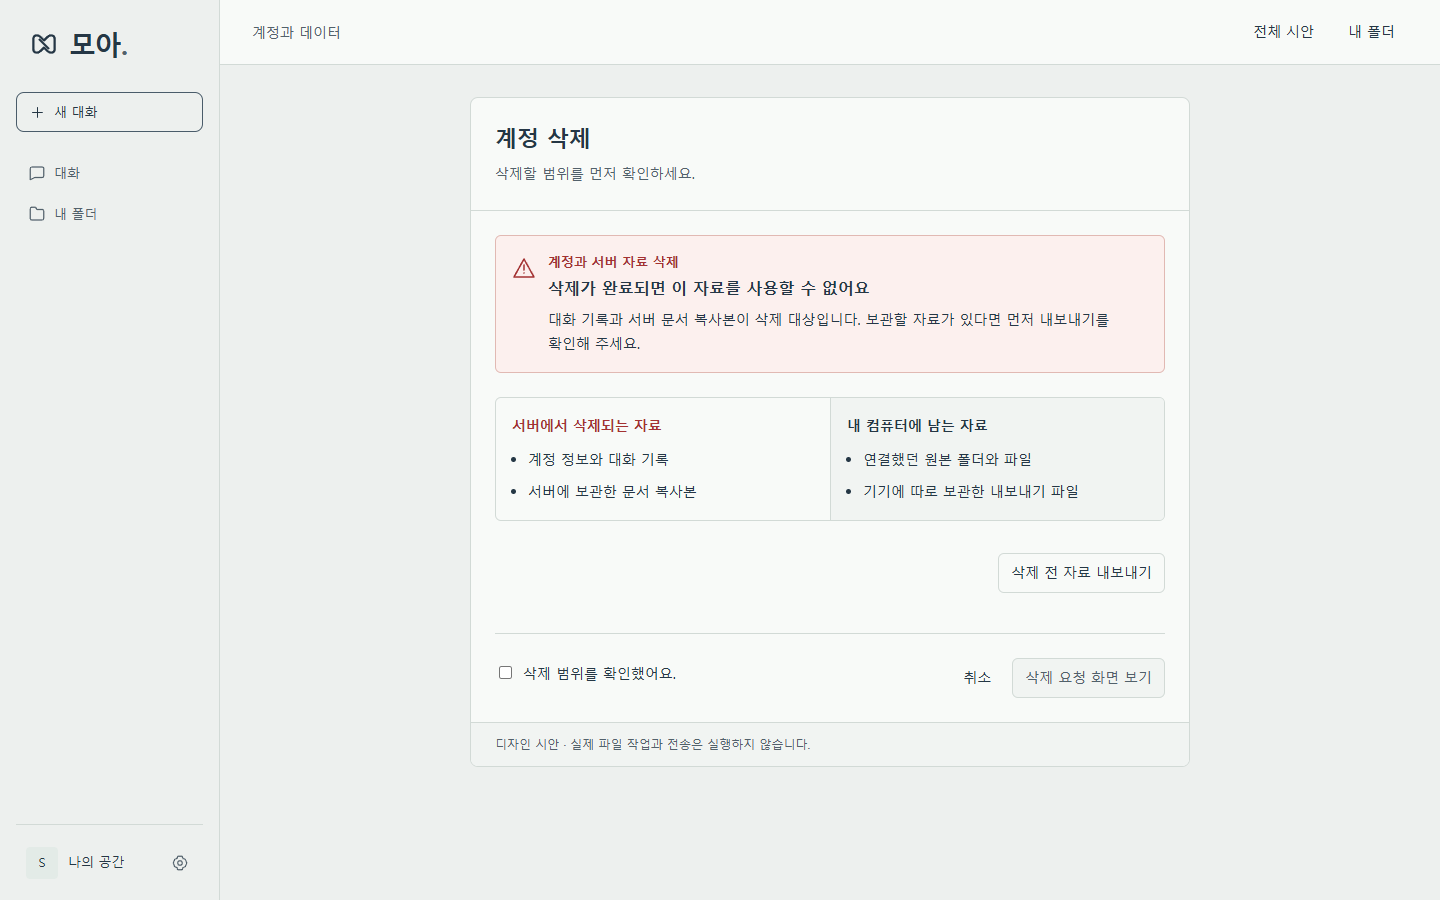 모아.
새 대화
대화
내 폴더
S 나의 공간
계정과 데이터
전체 시안 내 폴더
계정 삭제
삭제할 범위를 먼저 확인하세요.
계정과 서버 자료 삭제
삭제가 완료되면 이 자료를 사용할 수 없어요
대화 기록과 서버 문서 복사본이 삭제 대상입니다. 보관할 자료가 있다면 먼저 내보내기를
확인해 주세요.
서버에서 삭제되는 자료
계정 정보와 대화 기록
서버에 보관한 문서 복사본
내 컴퓨터에 남는 자료
연결했던 원본 폴더와 파일
기기에 따로 보관한 내보내기 파일
삭제 전 자료 내보내기
삭제 범위를 확인했어요.
취소 삭제 요청 화면 보기
디자인 시안 · 실제 파일 작업과 전송은 실행하지 않습니다.